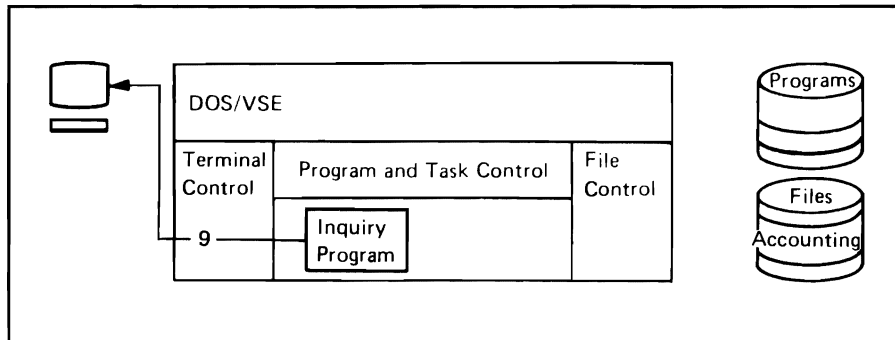 DOS/VSE
Terminal
Control
Program and Task Control
File
Control
9
Inquiry
Program
Programs
Files
Accounting